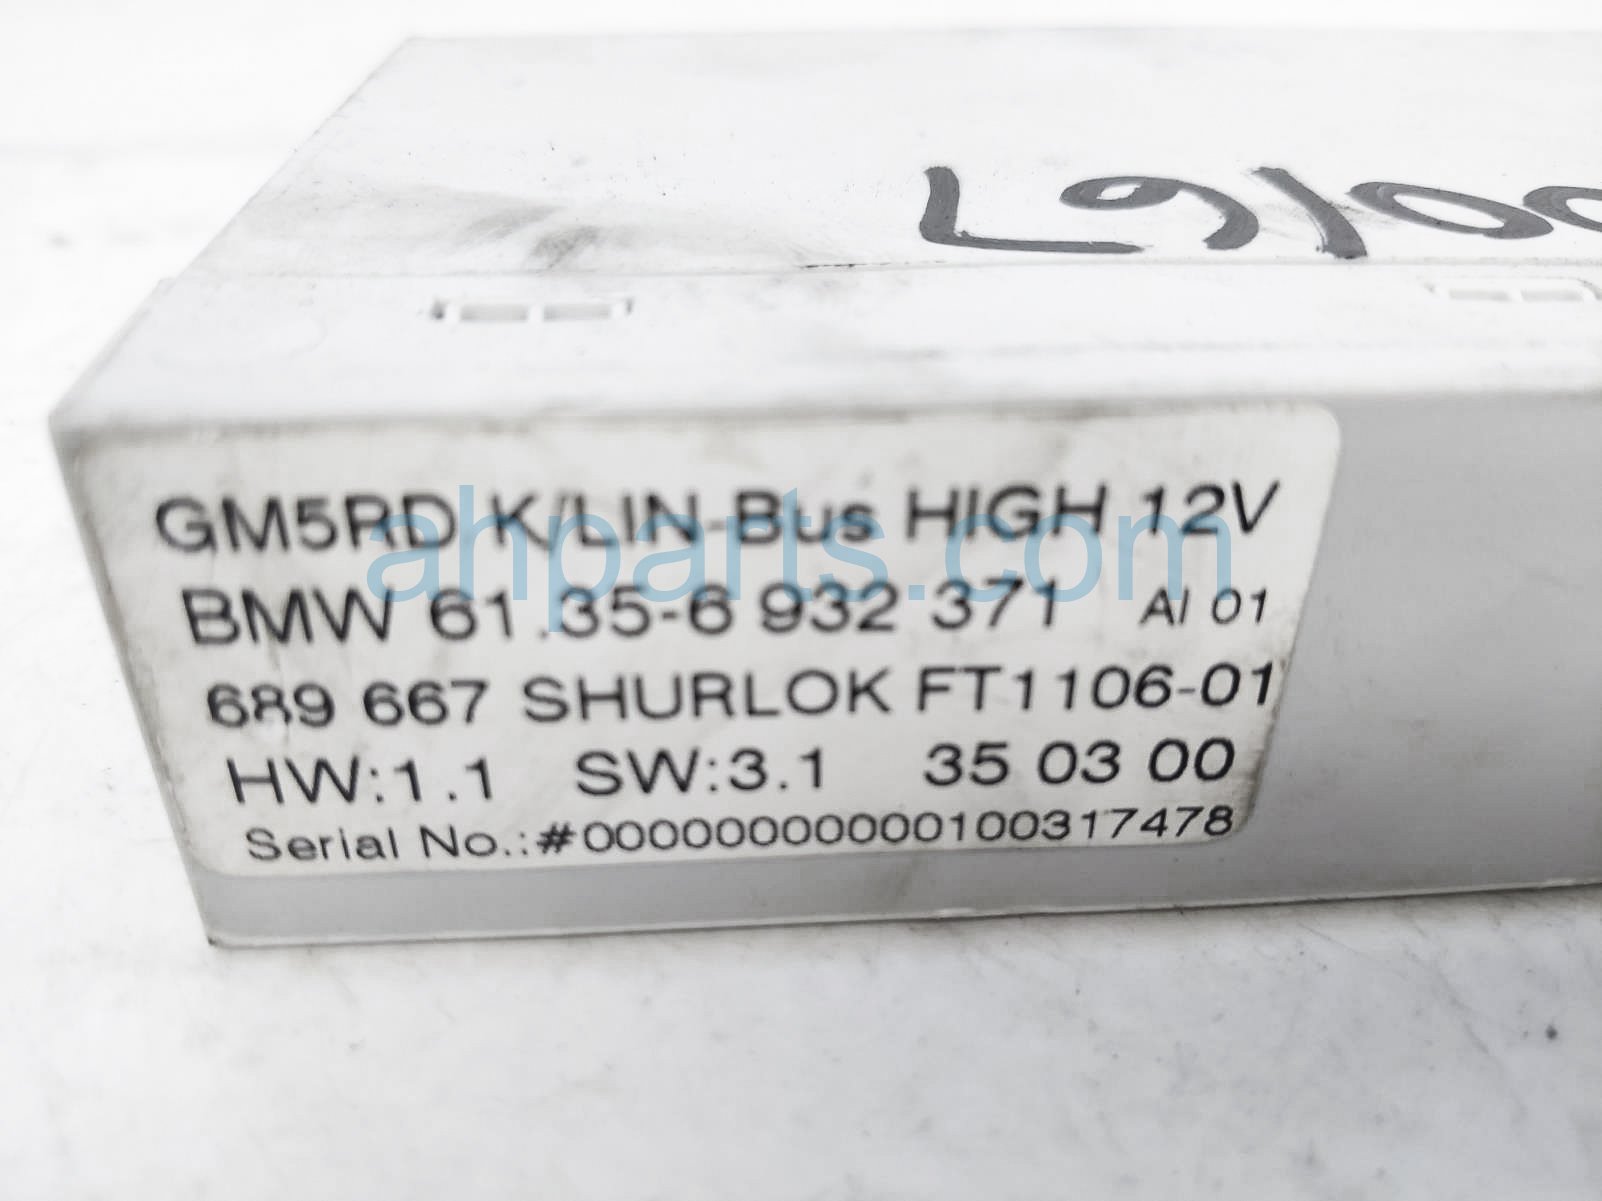 GM5RD K/LIN-Bus HIGH 12V
BMW 61.35-6 932 371 AI 01
689 667 SHURLOK FT1106-01
HW:1.1 SW:3.1 35 03 00
Serial No.:#000000000000100317478
ahparts.com